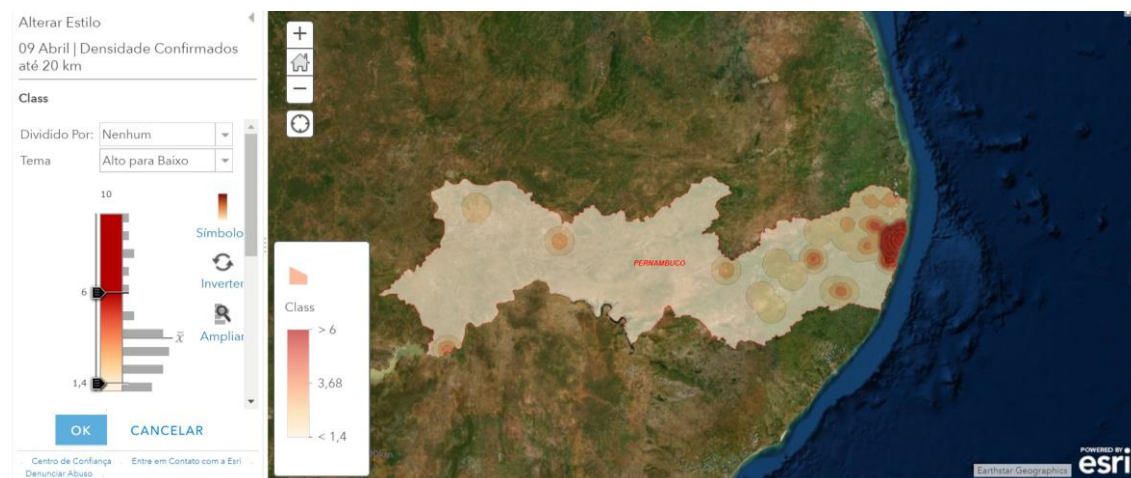 Alterar Estilo
09 Abril | Densidade Confirmados
até 20 km
Class
Dividido Por: Nenhum
Tema Alto para Baixo
10
Símbolo
Inverter
6
Ampliar
x̄
1,4
OK CANCELAR
Centro de Confiança . Entre em Contato com a Esri .
Denunciar Abuso
+
−
PERNAMBUCO
Class
> 6
3,68
< 1,4
Earthstar Geographics
POWERED BY
esri